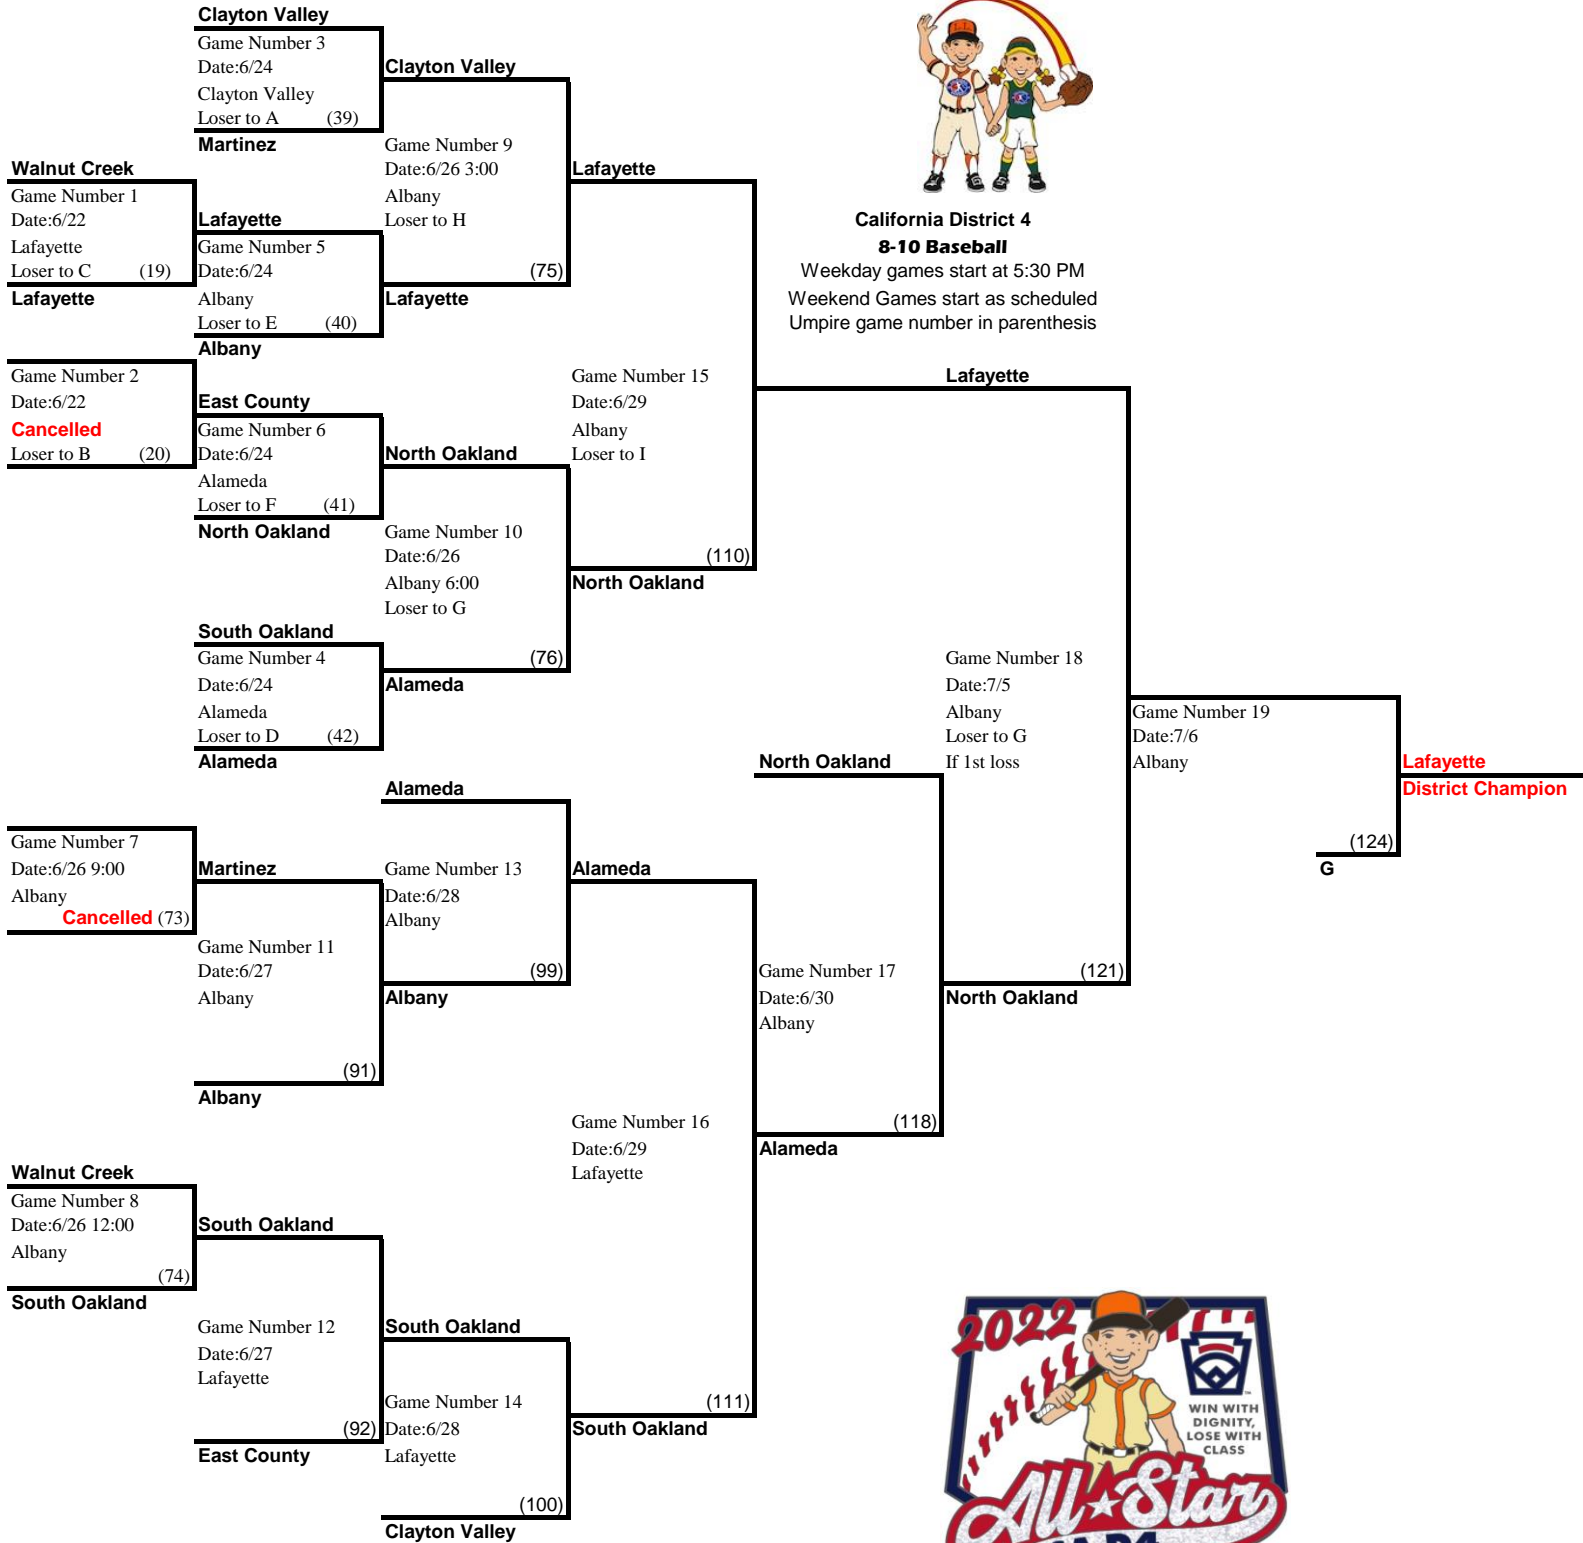 Clayton Valley
Game Number 3
Date:6/24
Clayton Valley
Loser to A (39)
Martinez
Clayton Valley
Game Number 9
Date:6/26 3:00
Albany
Loser to H
(75)
Lafayette
Walnut Creek
Game Number 1
Date:6/22
Lafayette
Loser to C (19)
Lafayette
Lafayette
Game Number 5
Date:6/24
Albany
Loser to E (40)
Albany
Lafayette
California District 4
8-10 Baseball
Weekday games start at 5:30 PM
Weekend Games start as scheduled
Umpire game number in parenthesis
Game Number 2
Date:6/22
Cancelled
Loser to B (20)
East County
Game Number 6
Date:6/24
Alameda
Loser to F (41)
North Oakland
North Oakland
Game Number 10
Date:6/26
Albany 6:00
Loser to G
(76)
Alameda
South Oakland
Game Number 4
Date:6/24
Alameda
Loser to D (42)
Alameda
Game Number 15
Date:6/29
Albany
Loser to I
(110)
North Oakland
Lafayette
Game Number 18
Date:7/5
Albany
Loser to G
If 1st loss
(121)
North Oakland
Game Number 19
Date:7/6
Albany
(124)
G
Lafayette
District Champion
Game Number 7
Date:6/26 9:00
Albany
Cancelled (73)
Martinez
Game Number 11
Date:6/27
Albany
(91)
Albany
Alameda
Game Number 13
Date:6/28
Albany
(99)
Albany
Alameda
Game Number 16
Date:6/29
Lafayette
(111)
South Oakland
North Oakland
Game Number 17
Date:6/30
Albany
(118)
Alameda
Walnut Creek
Game Number 8
Date:6/26 12:00
Albany
(74)
South Oakland
South Oakland
Game Number 12
Date:6/27
Lafayette
(92)
East County
South Oakland
Game Number 14
Date:6/28
Lafayette
(100)
Clayton Valley
2022
WIN WITH
DIGNITY,
LOSE WITH
CLASS
All Star